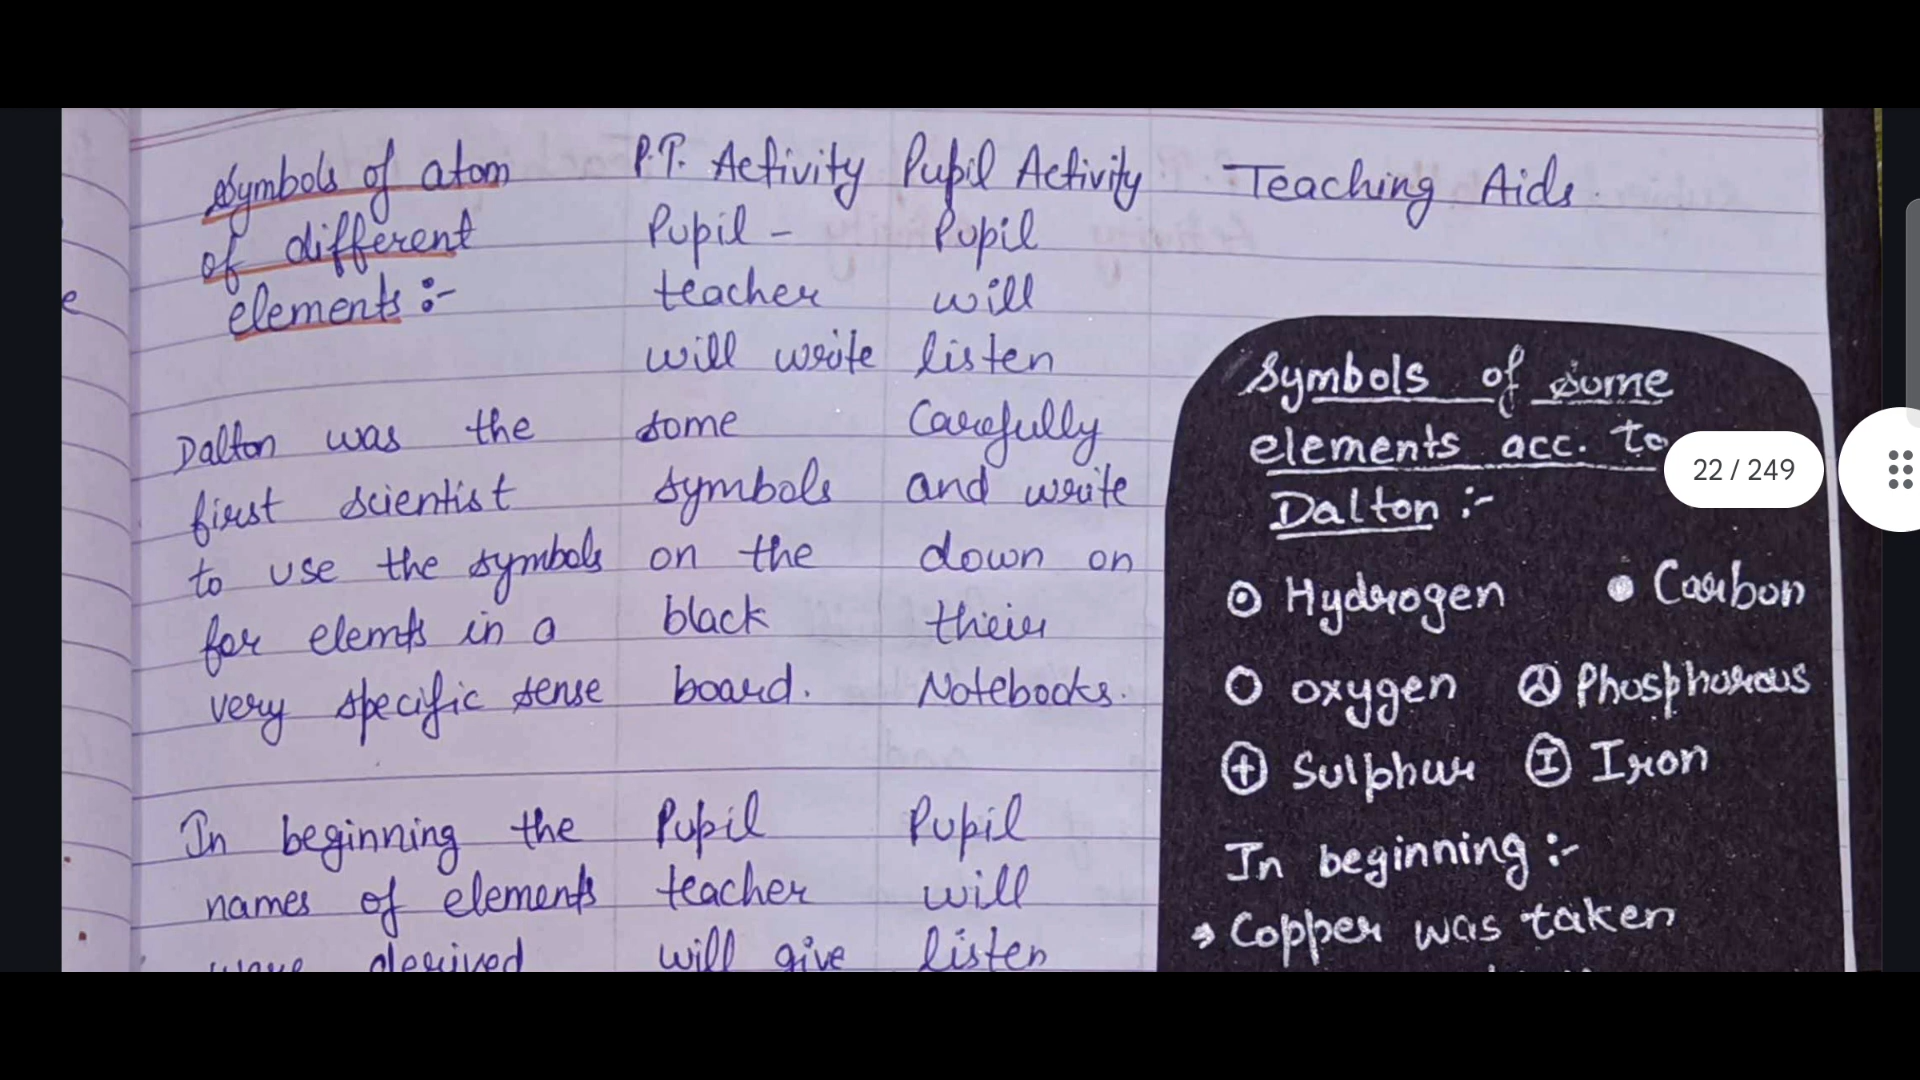 Symbols of atom
of different
elements :-
Dalton was the
first scientist
to use the symbols
for elemts in a
very specific sense
In beginning the
names of elements
were derived
P.T. Activity
Pupil -
teacher
will write
some
symbols
on the
black
board.
Pupil
teacher
will give
Pupil Activity
Pupil
will
listen
Carefully
and write
down on
their
Notebooks.
Pupil
will
listen
Teaching Aids.
Symbols of some
elements acc. to
Dalton :-
Hydrogen
Carbon
oxygen
Phosphorous
Sulphur
I Iron
In beginning :-
→ Copper was taken
22 / 249
e